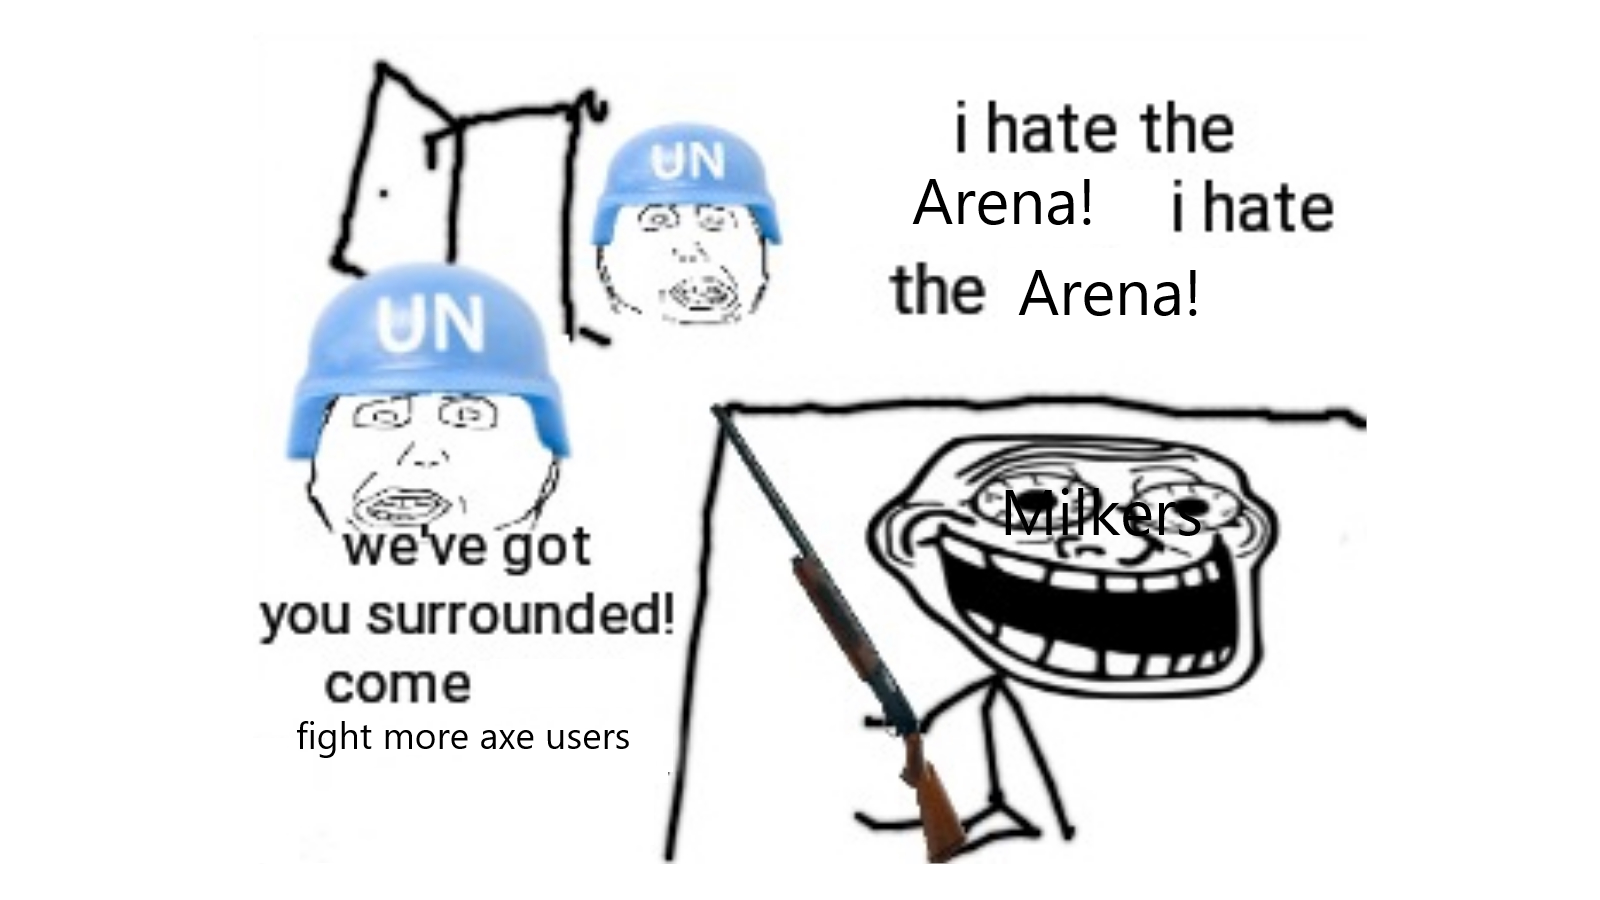 UN
UN
i hate the
Arena! i hate
the Arena!
we've got
you surrounded!
come
fight more axe users
Milkers